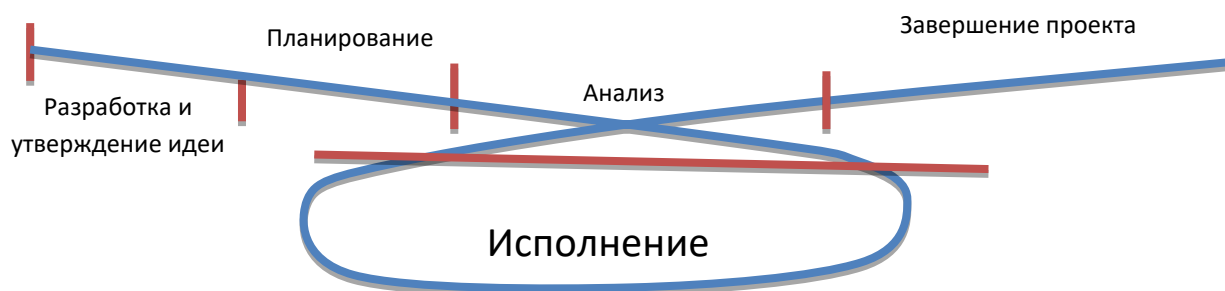 Планирование
Завершение проекта
Разработка и
утверждение идеи
Анализ
Исполнение